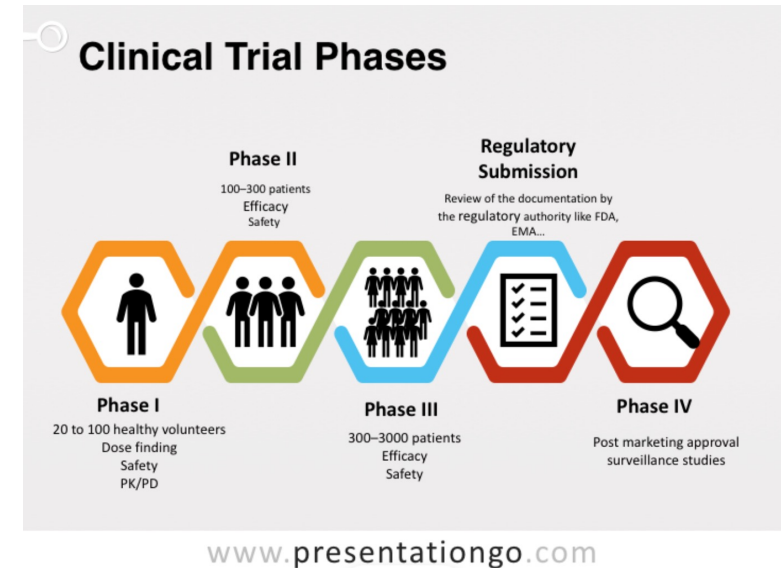 Clinical Trial Phases
Phase I
20 to 100 healthy volunteers
Dose finding
Safety
PK/PD
Phase II
100–300 patients
Efficacy
Safety
Phase III
300–3000 patients
Efficacy
Safety
Regulatory
Submission
Review of the documentation by
the regulatory authority like FDA,
EMA...
Phase IV
Post marketing approval
surveillance studies
www.presentationgo.com